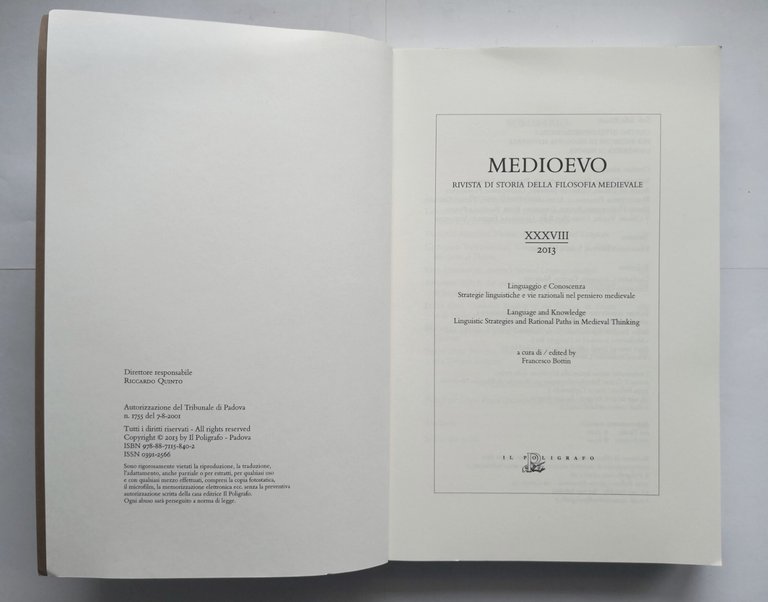 Direttore responsabile
Riccardo Quinto
Autorizzazione del Tribunale di Padova
n. 1755 del 7-8-2001
Tutti i diritti riservati - All rights reserved
Copyright © 2013 by Il Poligrafo - Padova
ISBN 978-88-7115-840-2
ISSN 0391-2566
Sono rigorosamente vietati la riproduzione, la traduzione,
l'adattamento, anche parziale o per estratti, per qualsiasi uso
e con qualsiasi mezzo effettuati, compresi la copia fotostatica,
il microfilm, la memorizzazione elettronica ecc. senza la preventiva
autorizzazione scritta della casa editrice Il Poligrafo.
Ogni abuso sarà perseguito a norma di legge.
MEDIOEVO
RIVISTA DI STORIA DELLA FILOSOFIA MEDIEVALE
XXXVIII
2013
Linguaggio e Conoscenza
Strategie linguistiche e vie razionali nel pensiero medievale
Language and Knowledge
Linguistic Strategies and Rational Paths in Medieval Thinking
a cura di / edited by
Francesco Bottin
IL POLIGRAFO